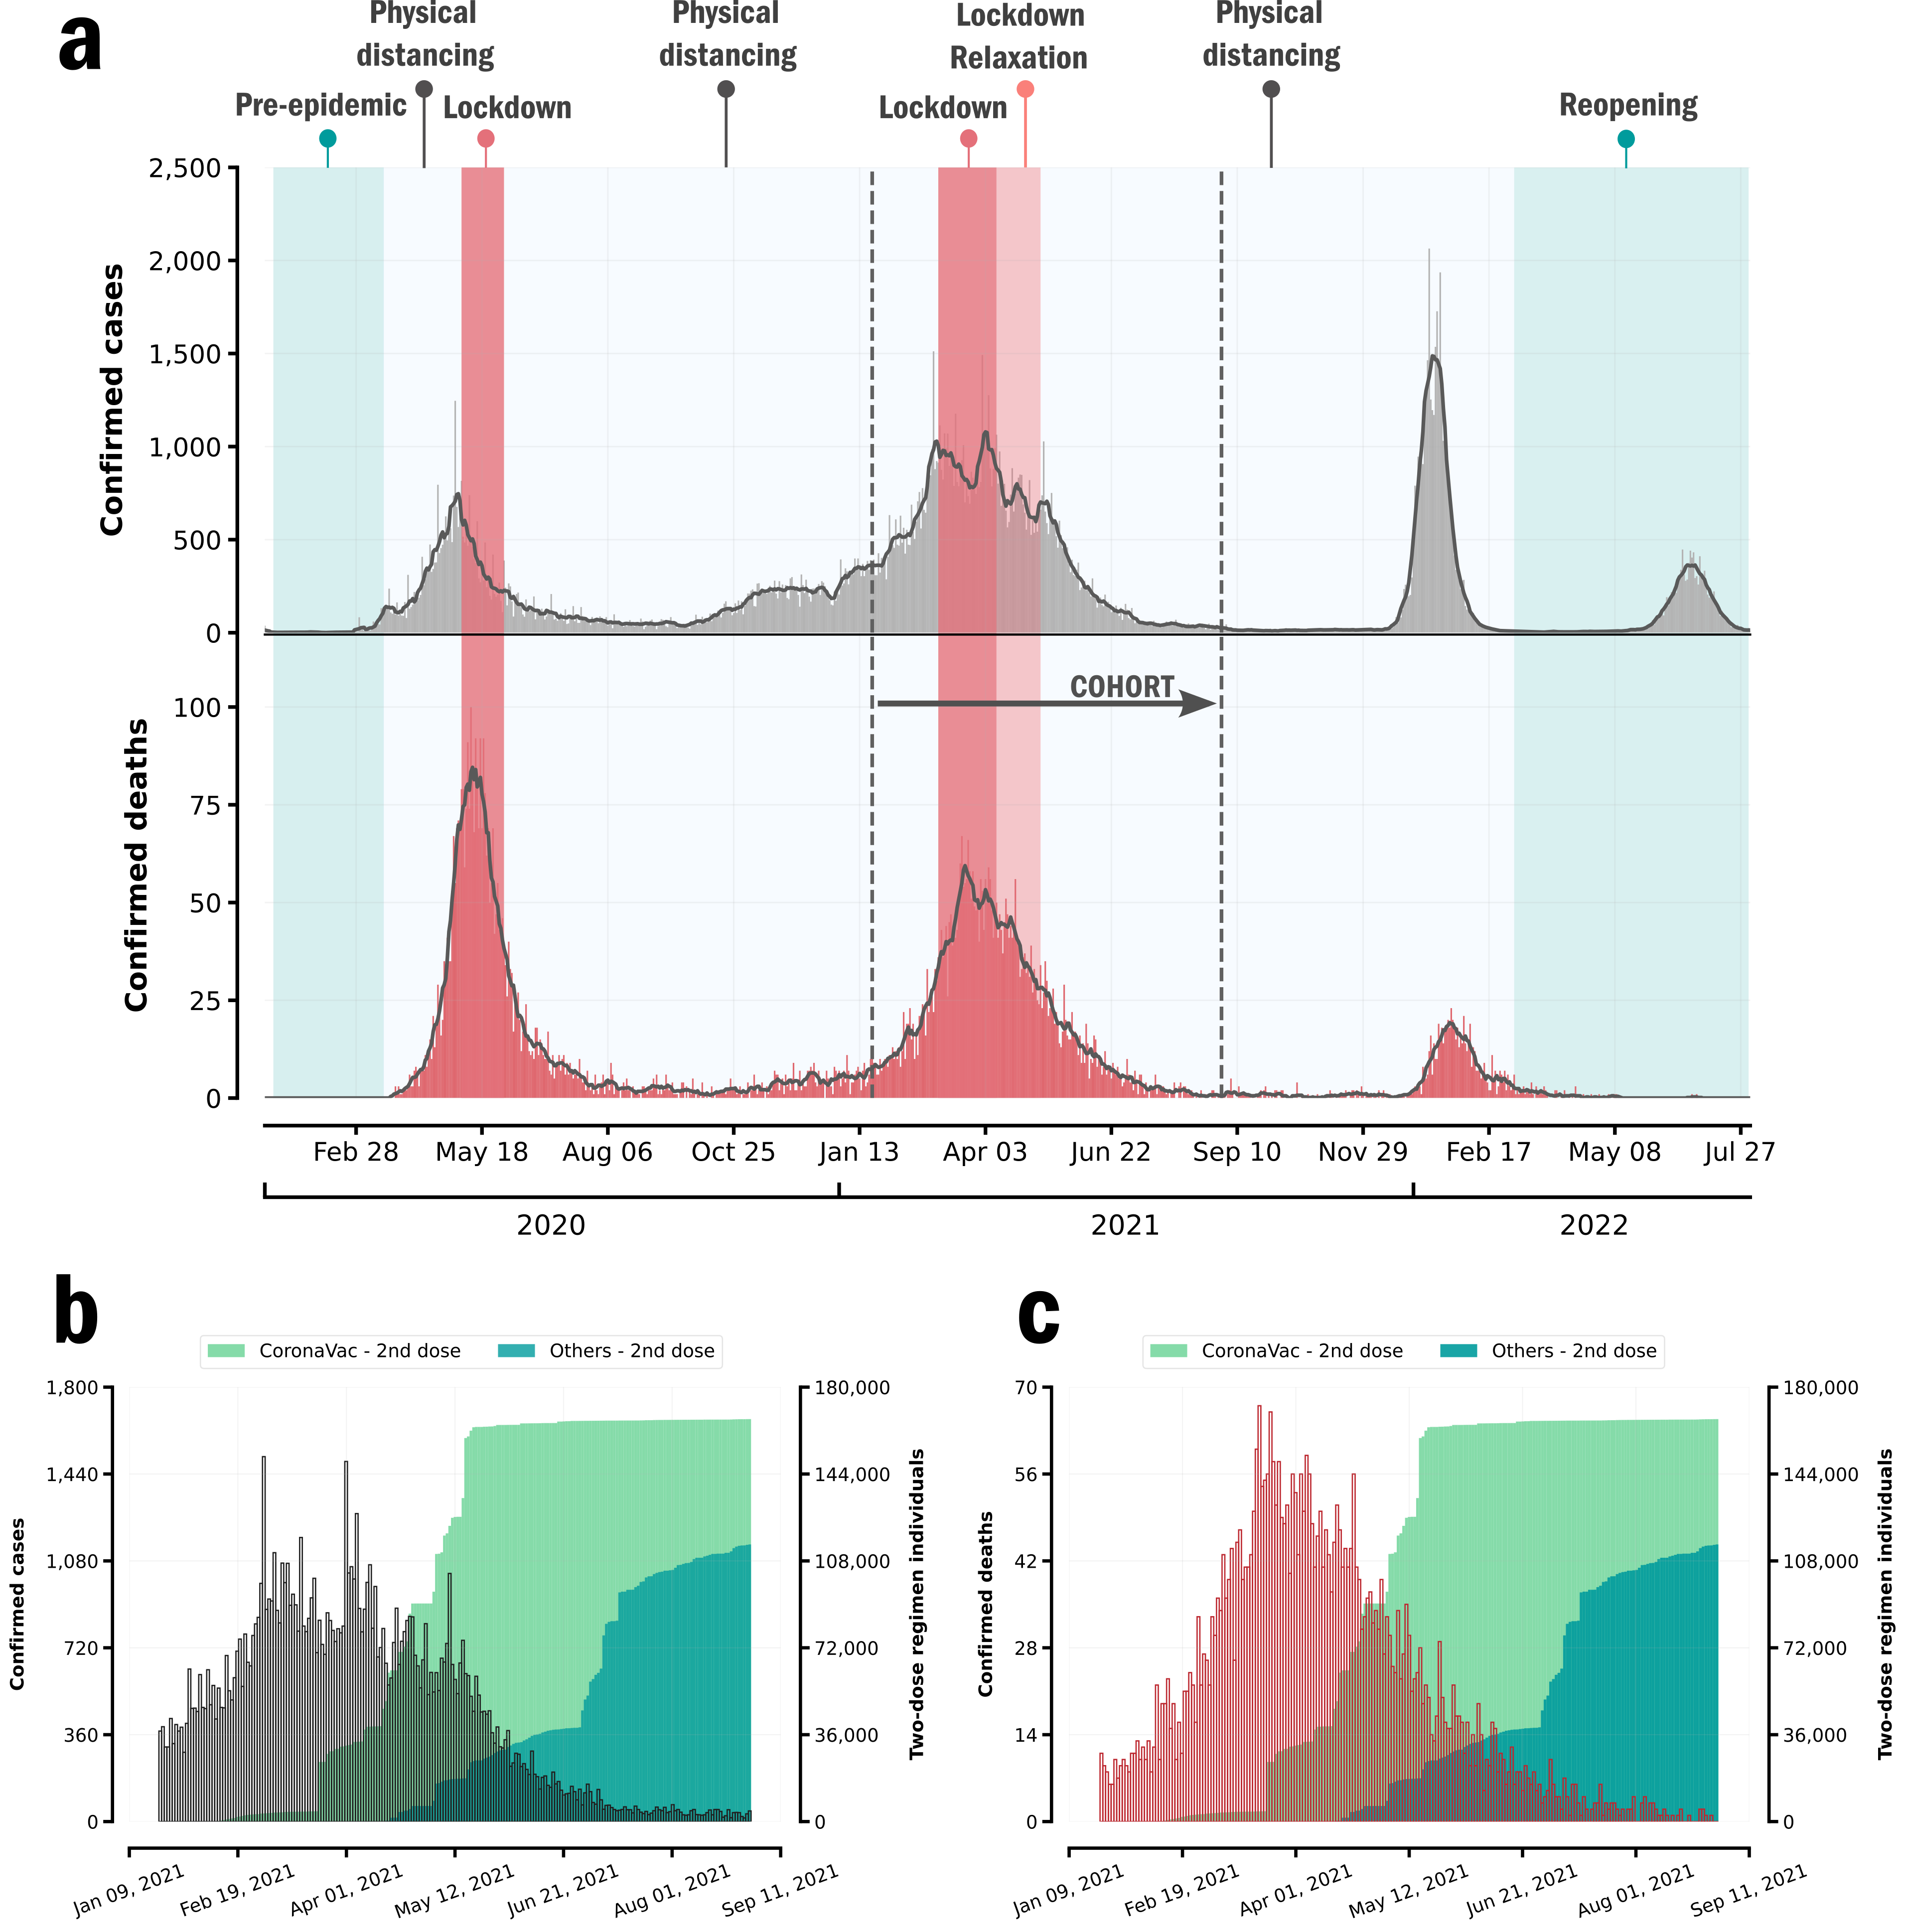 a
Physical
distancing
Physical
distancing
Lockdown
Relaxation
Physical
distancing
Pre-epidemic
Lockdown
Lockdown
Reopening
2,500
2,000
1,500
1,000
500
0
Confirmed cases
COHORT
100
75
50
25
0
Confirmed deaths
Feb 28 May 18 Aug 06 Oct 25 Jan 13 Apr 03 Jun 22 Sep 10 Nov 29 Feb 17 May 08 Jul 27
2020 2021 2022
b
CoronaVac - 2nd dose Others - 2nd dose
1,800
1,440
1,080
720
360
0
Confirmed cases
180,000
144,000
108,000
72,000
36,000
0
Two-dose regimen individuals
Jan 09, 2021 Feb 19, 2021 Apr 01, 2021 May 12, 2021 Jun 21, 2021 Aug 01, 2021 Sep 11, 2021
c
CoronaVac - 2nd dose Others - 2nd dose
70
56
42
28
14
0
Confirmed deaths
180,000
144,000
108,000
72,000
36,000
0
Two-dose regimen individuals
Jan 09, 2021 Feb 19, 2021 Apr 01, 2021 May 12, 2021 Jun 21, 2021 Aug 01, 2021 Sep 11, 2021